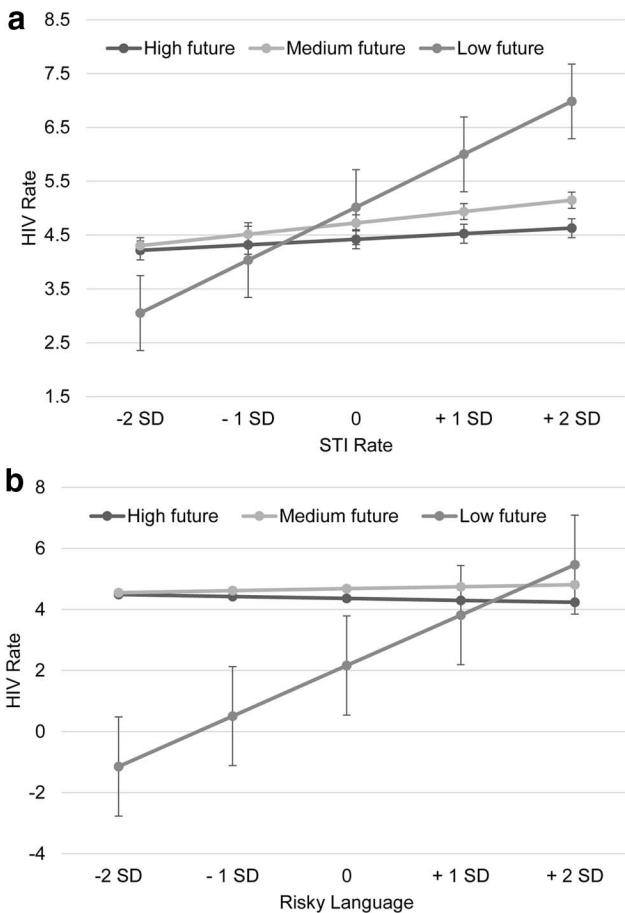 a
High future Medium future Low future
8.5
7.5
6.5
5.5
4.5
3.5
2.5
1.5
HIV Rate
-2 SD - 1 SD 0 + 1 SD + 2 SD
STI Rate
b
High future Medium future Low future
8
6
4
2
0
-2
-4
HIV Rate
-2 SD - 1 SD 0 + 1 SD + 2 SD
Risky Language